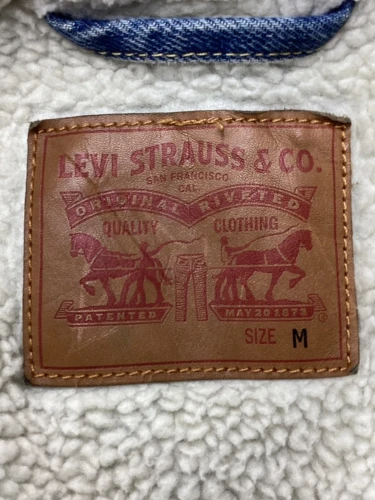 LEVI STRAUSS & CO.
SAN FRANCISCO
CAL.
ORIGINAL RIVETED
QUALITY CLOTHING
PATENTED MAY 20 1873
SIZE M